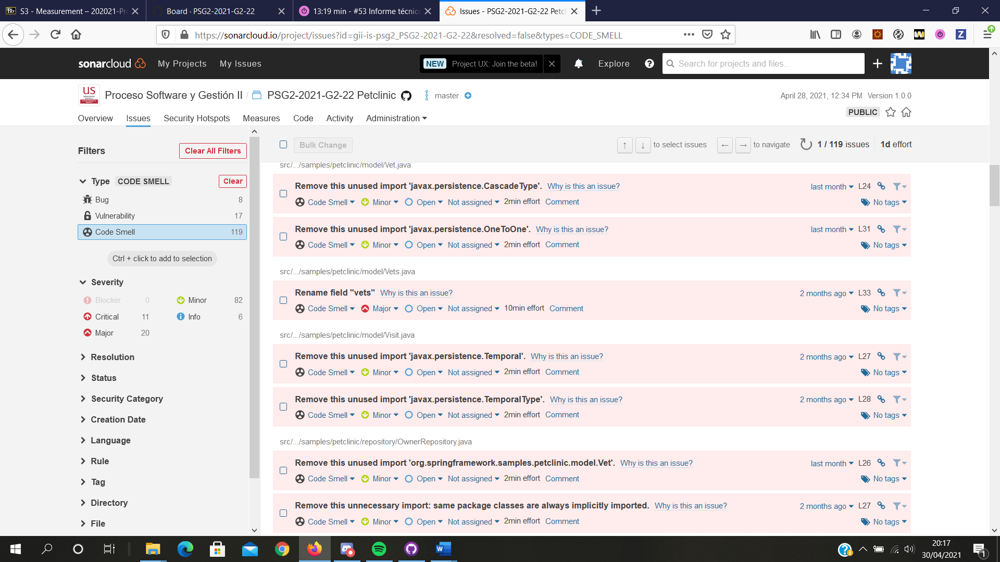 S3 - Measurement – 202021-Pr
Board · PSG2-2021-G2-22
13:19 min - #53 Informe técnico
Issues - PSG2-2021-G2-22 Petcl
https://sonarcloud.io/project/issues?id=gii-is-psg2_PSG2-2021-G2-22&resolved=false&types=CODE_SMELL
sonarcloud My Projects My Issues
NEW Project UX: Join the beta!
Explore
Search for projects and files...
US
Proceso Software y Gestión II / PSG2-2021-G2-22 Petclinic master
April 28, 2021, 12:34 PM Version 1.0.0
PUBLIC
Overview Issues Security Hotspots Measures Code Activity Administration
Filters Clear All Filters
Type CODE SMELL Clear
Bug 8
Vulnerability 17
Code Smell 119
Ctrl + click to add to selection
Severity
Blocker 0 Minor 82
Critical 11 Info 6
Major 20
Resolution
Status
Security Category
Creation Date
Language
Rule
Tag
Directory
File
Bulk Change
↑ ↓ to select issues ← → to navigate 1 / 119 issues 1d effort
src/.../samples/petclinic/model/Vet.java
Remove this unused import 'javax.persistence.CascadeType'. Why is this an issue? last month L24
Code Smell Minor Open Not assigned 2min effort Comment No tags
Remove this unused import 'javax.persistence.OneToOne'. Why is this an issue? last month L31
Code Smell Minor Open Not assigned 2min effort Comment No tags
src/.../samples/petclinic/model/Vets.java
Rename field "vets" Why is this an issue? 2 months ago L33
Code Smell Major Open Not assigned 10min effort Comment No tags
src/.../samples/petclinic/model/Visit.java
Remove this unused import 'javax.persistence.Temporal'. Why is this an issue? 2 months ago L27
Code Smell Minor Open Not assigned 2min effort Comment No tags
Remove this unused import 'javax.persistence.TemporalType'. Why is this an issue? 2 months ago L28
Code Smell Minor Open Not assigned 2min effort Comment No tags
src/.../samples/petclinic/repository/OwnerRepository.java
Remove this unused import 'org.springframework.samples.petclinic.model.Vet'. Why is this an issue? last month L26
Code Smell Minor Open Not assigned 2min effort Comment No tags
Remove this unnecessary import: same package classes are always implicitly imported. Why is this an issue? 2 months ago L27
Code Smell Minor Open Not assigned 2min effort Comment No tags
20:17
30/04/2021
1